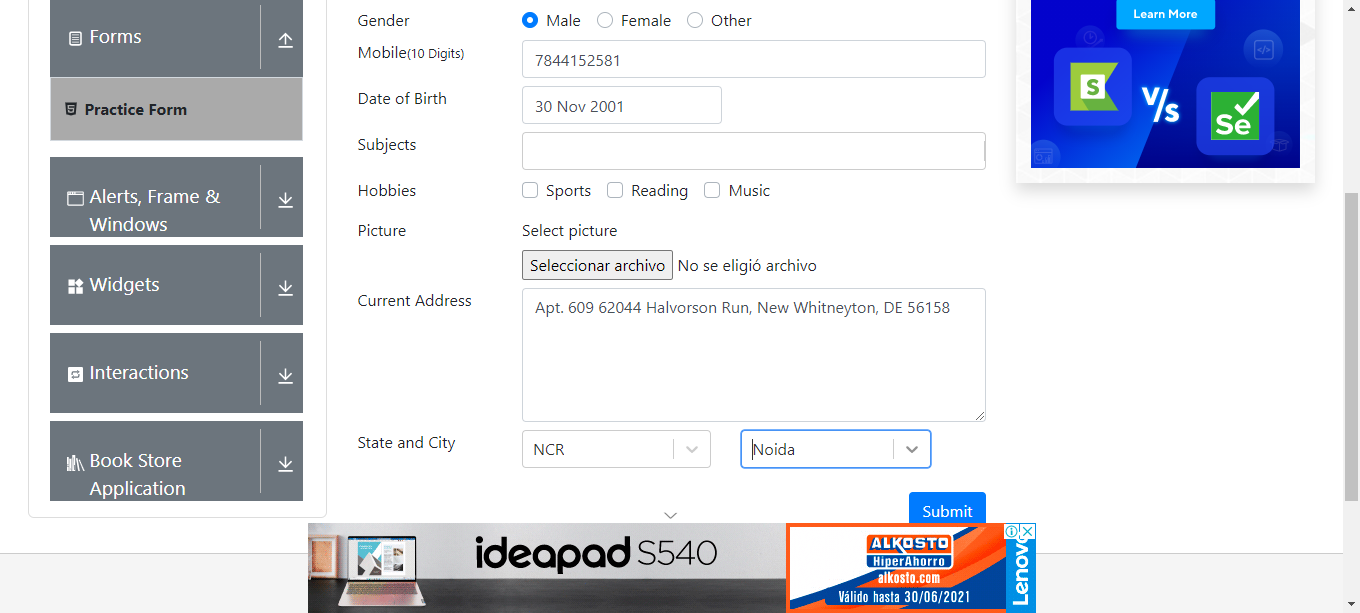 Forms
Practice Form
Alerts, Frame &
Windows
Widgets
Interactions
Book Store
Application
Gender
Male Female Other
Mobile(10 Digits)
7844152581
Date of Birth
30 Nov 2001
Subjects
Hobbies
Sports Reading Music
Picture
Select picture
Seleccionar archivo No se eligió archivo
Current Address
Apt. 609 62044 Halvorson Run, New Whitneyton, DE 56158
State and City
NCR
Noida
Submit
Learn More
S
V/s
Se
ideapad S540
ALKOSTO
HiperAhorro
alkosto.com
Válido hasta 30/06/2021
Lenovo